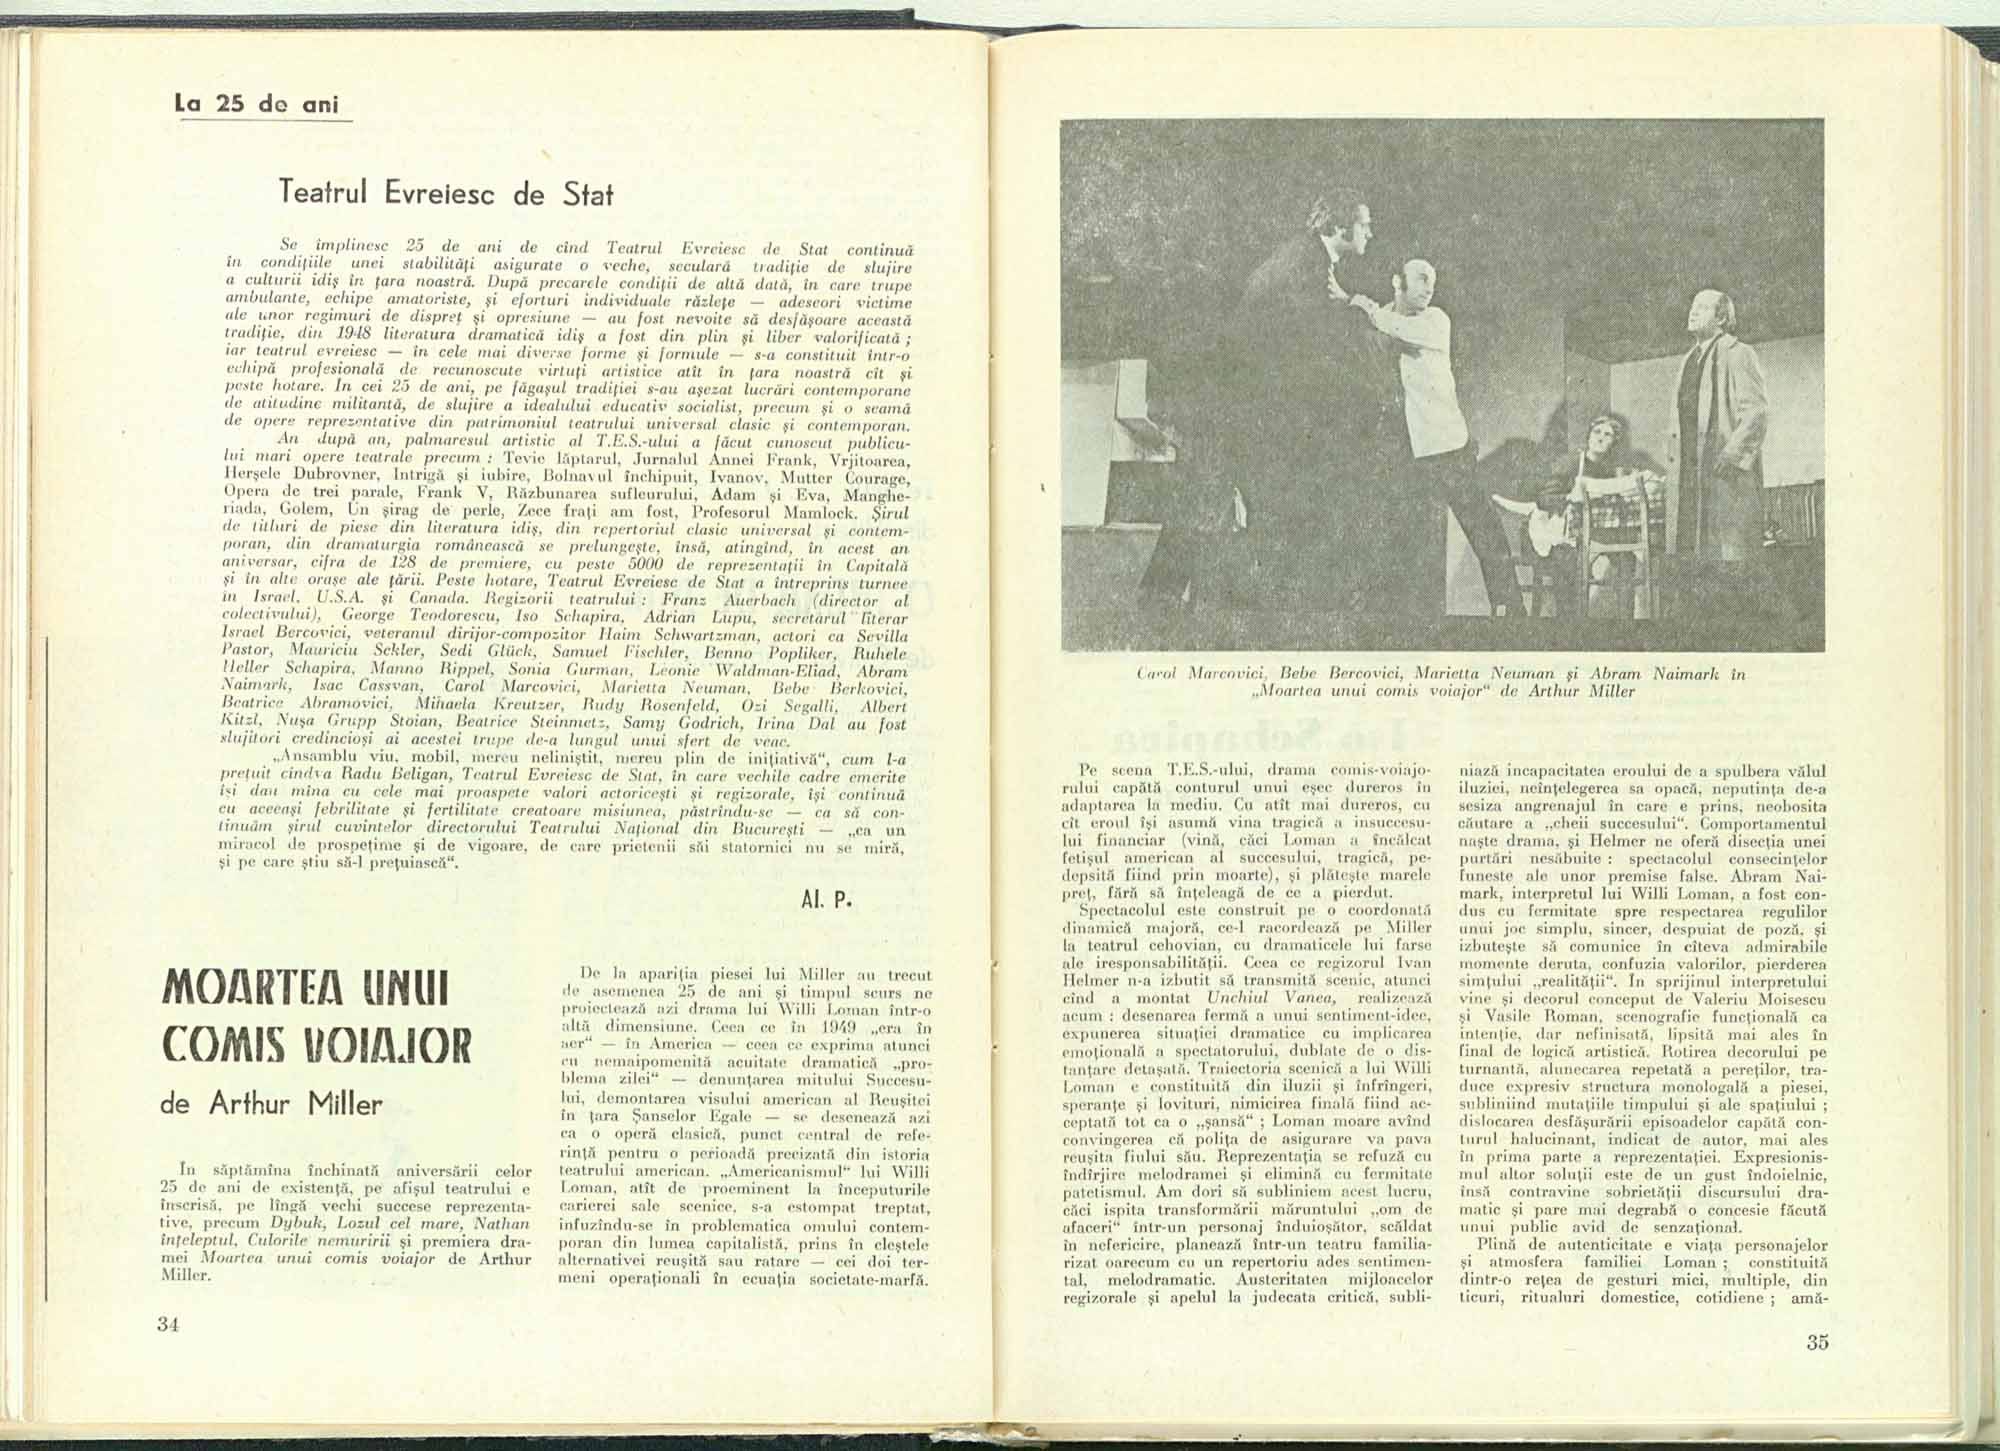 La 25 de ani
Teatrul Evreiesc de Stat
Se împlinesc 25 de ani de cînd Teatrul Evreiesc de Stat continuă
în condițiile unei stabilități asigurate o veche, seculară tradiție de slujire
a culturii idiș în țara noastră. După precarele condiții de altă dată, în care trupe
ambulante, echipe amatoriste, și eforturi individuale răzlețe — adeseori victime
ale unor regimuri de dispreț și opresiune — au fost nevoite să desfășoare această
tradiție, din 1948 literatura dramatică idiș a fost din plin și liber valorificată ;
iar teatrul evreiesc — în cele mai diverse forme și formule — s-a constituit într-o
echipă profesională de recunoscute virtuți artistice atît în țara noastră cît și
peste hotare. In cei 25 de ani, pe făgașul tradiției s-au așezat lucrări contemporane
de atitudine militantă, de slujire a idealului educativ socialist, precum și o seamă
de opere reprezentative din patrimoniul teatrului universal clasic și contemporan.
An după an, palmaresul artistic al T.E.S.-ului a făcut cunoscut publicu-
lui mari opere teatrale precum : Tevie lăptarul, Jurnalul Annei Frank, Vrjitoarea,
Herșele Dubrovner, Intrigă și iubire, Bolnavul închipuit, Ivanov, Mutter Courage,
Opera de trei parale, Frank V, Răzbunarea sufleurului, Adam și Eva, Manghe-
riada, Golem, Un șirag de perle, Zece frați am fost, Profesorul Mamlock. Șirul
de titluri de piese din literatura idiș, din repertoriul clasic universal și contem-
poran, din dramaturgia românească se prelungește, însă, atingînd, în acest an
aniversar, cifra de 128 de premiere, cu peste 5000 de reprezentații în Capitală
și în alte orașe ale țării. Peste hotare, Teatrul Evreiesc de Stat a întreprins turnee
în Israel, U.S.A. și Canada. Regizorii teatrului : Franz Auerbach (director al
colectivului), George Teodorescu, Iso Schapira, Adrian Lupu, secretarul literar
Israel Bercovici, veteranul dirijor-compozitor Haim Schwartzman, actori ca Sevilla
Pastor, Mauriciu Sekler, Sedi Glück, Samuel Fischler, Benno Popliker, Ruhele
Heller Schapira, Manno Rippel, Sonia Gurman, Leonie Waldman-Eliad, Abram
Naimark, Isac Cassvan, Carol Marcovici, Marietta Neuman, Bebe Berkovici,
Beatrice Abramovici, Mihaela Kreutzer, Rudy Rosenfeld, Ozi Segalli, Albert
Kitzl, Nușa Grupp Stoian, Beatrice Steinmetz, Samy Godrich, Irina Dal au fost
slujitori credincioși ai acestei trupe de-a lungul unui sfert de veac.
„Ansamblu viu, mobil, mereu neliniștit, mereu plin de inițiativă“, cum l-a
prețuit cîndva Radu Beligan, Teatrul Evreiesc de Stat, în care vechile cadre emerite
își dau mîna cu cele mai proaspete valori actoricești și regizorale, își continuă
cu aceeași febrilitate și fertilitate creatoare misiunea, păstrîndu-se — ca să con-
tinuăm șirul cuvintelor directorului Teatrului Național din București — „ca un
miracol de prospețime și de vigoare, de care prietenii săi statornici nu se miră,
și pe care știu să-l prețuiască“.
Al. P.
MOARTEA UNUI
COMIS VOIAJOR
de Arthur Miller
În săptămîna închinată aniversării celor
25 de ani de existență, pe afișul teatrului e
înscrisă, pe lîngă vechi succese reprezenta-
tive, precum Dybuk, Lozul cel mare, Nathan
înțeleptul, Culorile nemuririi și premiera dra-
mei Moartea unui comis voiajor de Arthur
Miller.
De la apariția piesei lui Miller au trecut
de asemenea 25 de ani și timpul scurs ne
proiectează azi drama lui Willi Loman într-o
altă dimensiune. Ceea ce în 1949 „era în
aer“ — în America — ceea ce exprima atunci
cu nemaipomenită acuitate dramatică „pro-
blema zilei“ — denunțarea mitului Succesu-
lui, demontarea visului american al Reușitei
în țara Șanselor Egale — se desenează azi
ca o operă clasică, punct central de refe-
rință pentru o perioadă precizată din istoria
teatrului american. „Americanismul“ lui Willi
Loman, atît de proeminent la începuturile
carierei sale scenice, s-a estompat treptat,
infuzîndu-se în problematica omului contem-
poran din lumea capitalistă, prins în cleștele
alternativei reușită sau ratare — cei doi ter-
meni operaționali în ecuația societate-marfă.
34
Carol Marcovici, Bebe Bercovici, Marietta Neuman și Abram Naimark în
„Moartea unui comis voiajor“ de Arthur Miller
Pe scena T.E.S.-ului, drama comis-voiajo-
rului capătă conturul unui eșec dureros în
adaptarea la mediu. Cu atît mai dureros, cu
cît eroul își asumă vina tragică a insuccesu-
lui financiar (vină, căci Loman a încălcat
fetișul american al succesului, tragică, pe-
depsită fiind prin moarte), și plătește marele
preț, fără să înțeleagă de ce a pierdut.
Spectacolul este construit pe o coordonată
dinamică majoră, ce-l racordează pe Miller
la teatrul cehovian, cu dramaticele lui farse
ale iresponsabilității. Ceea ce regizorul Ivan
Helmer n-a izbutit să transmită scenic, atunci
cînd a montat Unchiul Vanea, realizează
acum : desenarea fermă a unui sentiment-idee,
expunerea situației dramatice cu implicarea
emoțională a spectatorului, dublate de o dis-
tanțare detașată. Traiectoria scenică a lui Willi
Loman e constituită din iluzii și înfrîngeri,
speranțe și lovituri, nimicirea finală fiind ac-
ceptată tot ca o „șansă“ ; Loman moare avînd
convingerea că polița de asigurare va pava
reușita fiului său. Reprezentația se refuză cu
îndîrjire melodramei și elimină cu fermitate
patetismul. Am dori să subliniem acest lucru,
căci ispita transformării măruntului „om de
afaceri“ într-un personaj înduioșător, scăldat
în nefericire, planează într-un teatru familia-
rizat oarecum cu un repertoriu ades sentimen-
tal, melodramatic. Austeritatea mijloacelor
regizorale și apelul la judecata critică, subli-
niază incapacitatea eroului de a spulbera vălul
iluziei, neînțelegerea sa opacă, neputința de-a
sesiza angrenajul în care e prins, neobosita
căutare a „cheii succesului“. Comportamentul
naște drama, și Helmer ne oferă disecția unei
purtări nesăbuite : spectacolul consecințelor
funeste ale unor premise false. Abram Nai-
mark, interpretul lui Willi Loman, a fost con-
dus cu fermitate spre respectarea regulilor
unui joc simplu, sincer, despuiat de poză, și
izbutește să comunice în cîteva admirabile
momente deruta, confuzia valorilor, pierderea
simțului „realității“. In sprijinul interpretului
vine și decorul conceput de Valeriu Moisescu
și Vasile Roman, scenografie funcțională ca
intenție, dar nefinisată, lipsită mai ales în
final de logică artistică. Rotirea decorului pe
turnantă, alunecarea repetată a pereților, tra-
duce expresiv structura monologală a piesei,
subliniind mutațiile timpului și ale spațiului ;
dislocarea desfășurării episoadelor capătă con-
turul halucinant, indicat de autor, mai ales
în prima parte a reprezentației. Expresionis-
mul altor soluții este de un gust îndoielnic,
însă contravine sobrietății discursului dra-
matic și pare mai degrabă o concesie făcută
unui public avid de senzațional.
Plină de autenticitate e viața personajelor
și atmosfera familiei Loman ; constituită
dintr-o rețea de gesturi mici, multiple, din
ticuri, ritualuri domestice, cotidiene ; amă-
35